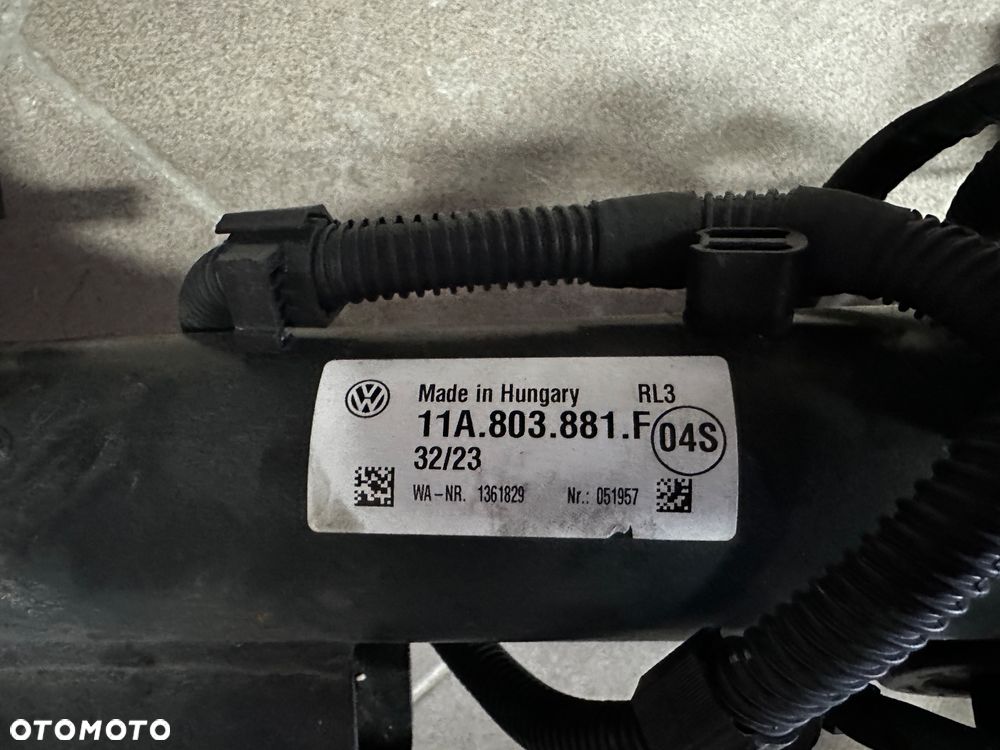 Made in Hungary RL3
11A.803.881.F 04S
32/23
WA-NR. 1361829 Nr.: 051957
OTOMOTO